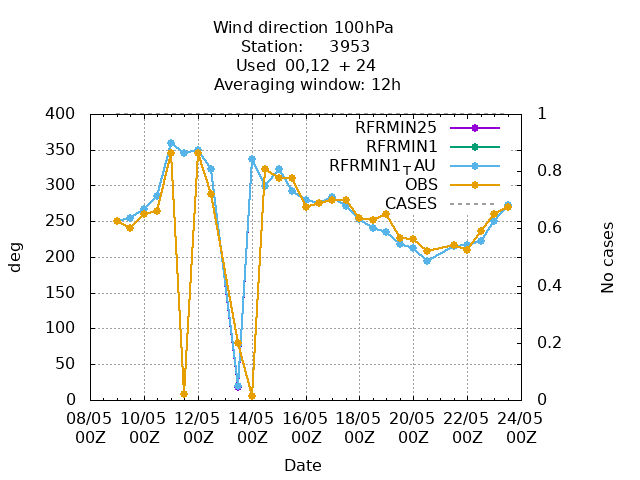 Wind direction 100hPa
Station:     3953
Used  00,12  + 24
Averaging window: 12h
RFRMIN25
RFRMIN1
RFRMIN1_TAU
OBS
CASES
deg
400
350
300
250
200
150
100
50
0
1
0.8
0.6
0.4
0.2
0
No cases
08/05 10/05 12/05 14/05 16/05 18/05 20/05 22/05 24/05
00Z 00Z 00Z 00Z 00Z 00Z 00Z 00Z 00Z
Date